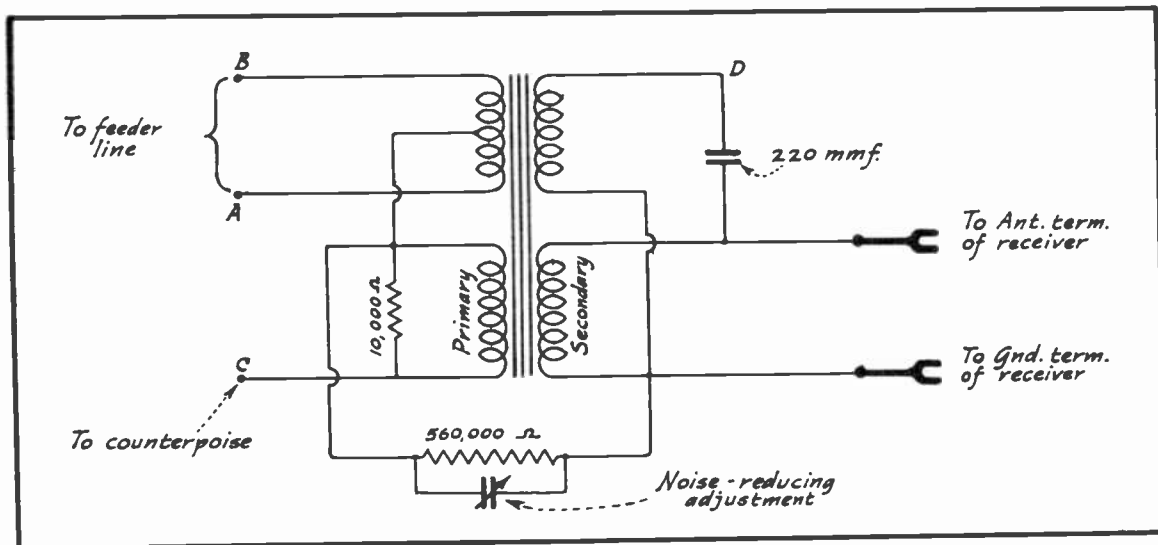 B
D
To feeder
line
220 mmf.
A
To Ant. term.
of receiver
10,000 Ω
Primary
Secondary
C
To Gnd. term.
of receiver
To counterpoise
560,000 Ω
Noise-reducing
adjustment